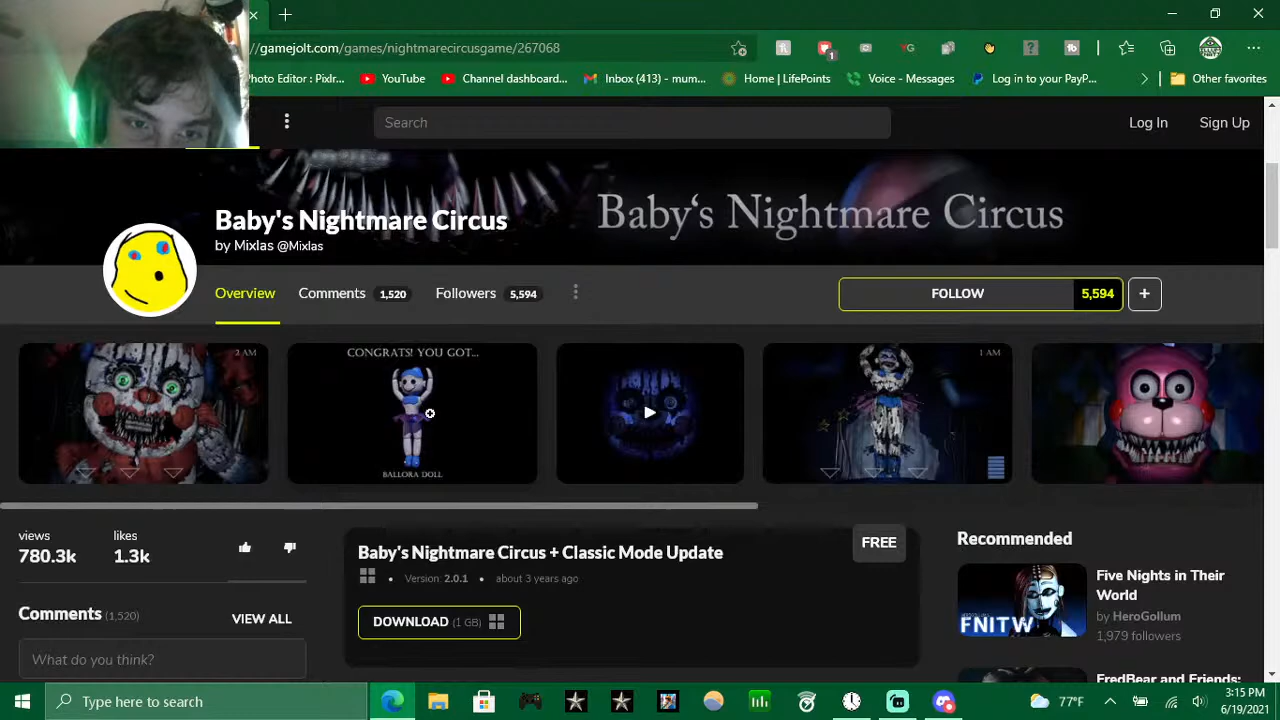 //gamejolt.com/games/nightmarecircusgame/267068
1
YG
tb
hoto Editor : Pixlr...
YouTube
Channel dashboard...
Inbox (413) - mum...
Home | LifePoints
Voice - Messages
Log in to your PayP...
Other favorites
Search
Log In
Sign Up
Baby's Nightmare Circus
Baby's Nightmare Circus
by Mixlas @Mixlas
Overview
Comments 1,520
Followers 5,594
FOLLOW 5,594
2 AM
CONGRATS! YOU GOT...
BALLORA DOLL
1 AM
views
780.3k
likes
1.3k
Baby's Nightmare Circus + Classic Mode Update
FREE
Version: 2.0.1 • about 3 years ago
DOWNLOAD (1 GB)
Comments (1,520)
VIEW ALL
What do you think?
Recommended
FNITW
Five Nights in Their
World
by HeroGollum
1,979 followers
FredBear and Friends:
Type here to search
77°F
3:15 PM
6/19/2021